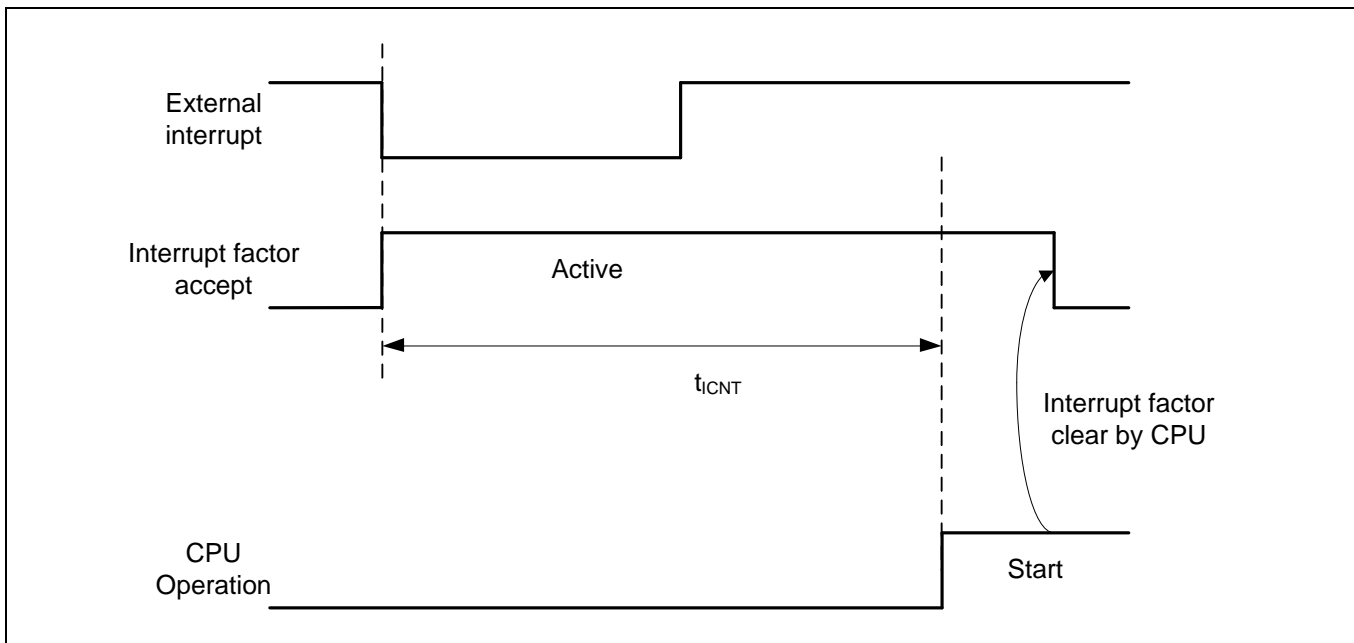 External
interrupt
Interrupt factor
accept
Active
tICNT
Interrupt factor
clear by CPU
CPU
Operation
Start